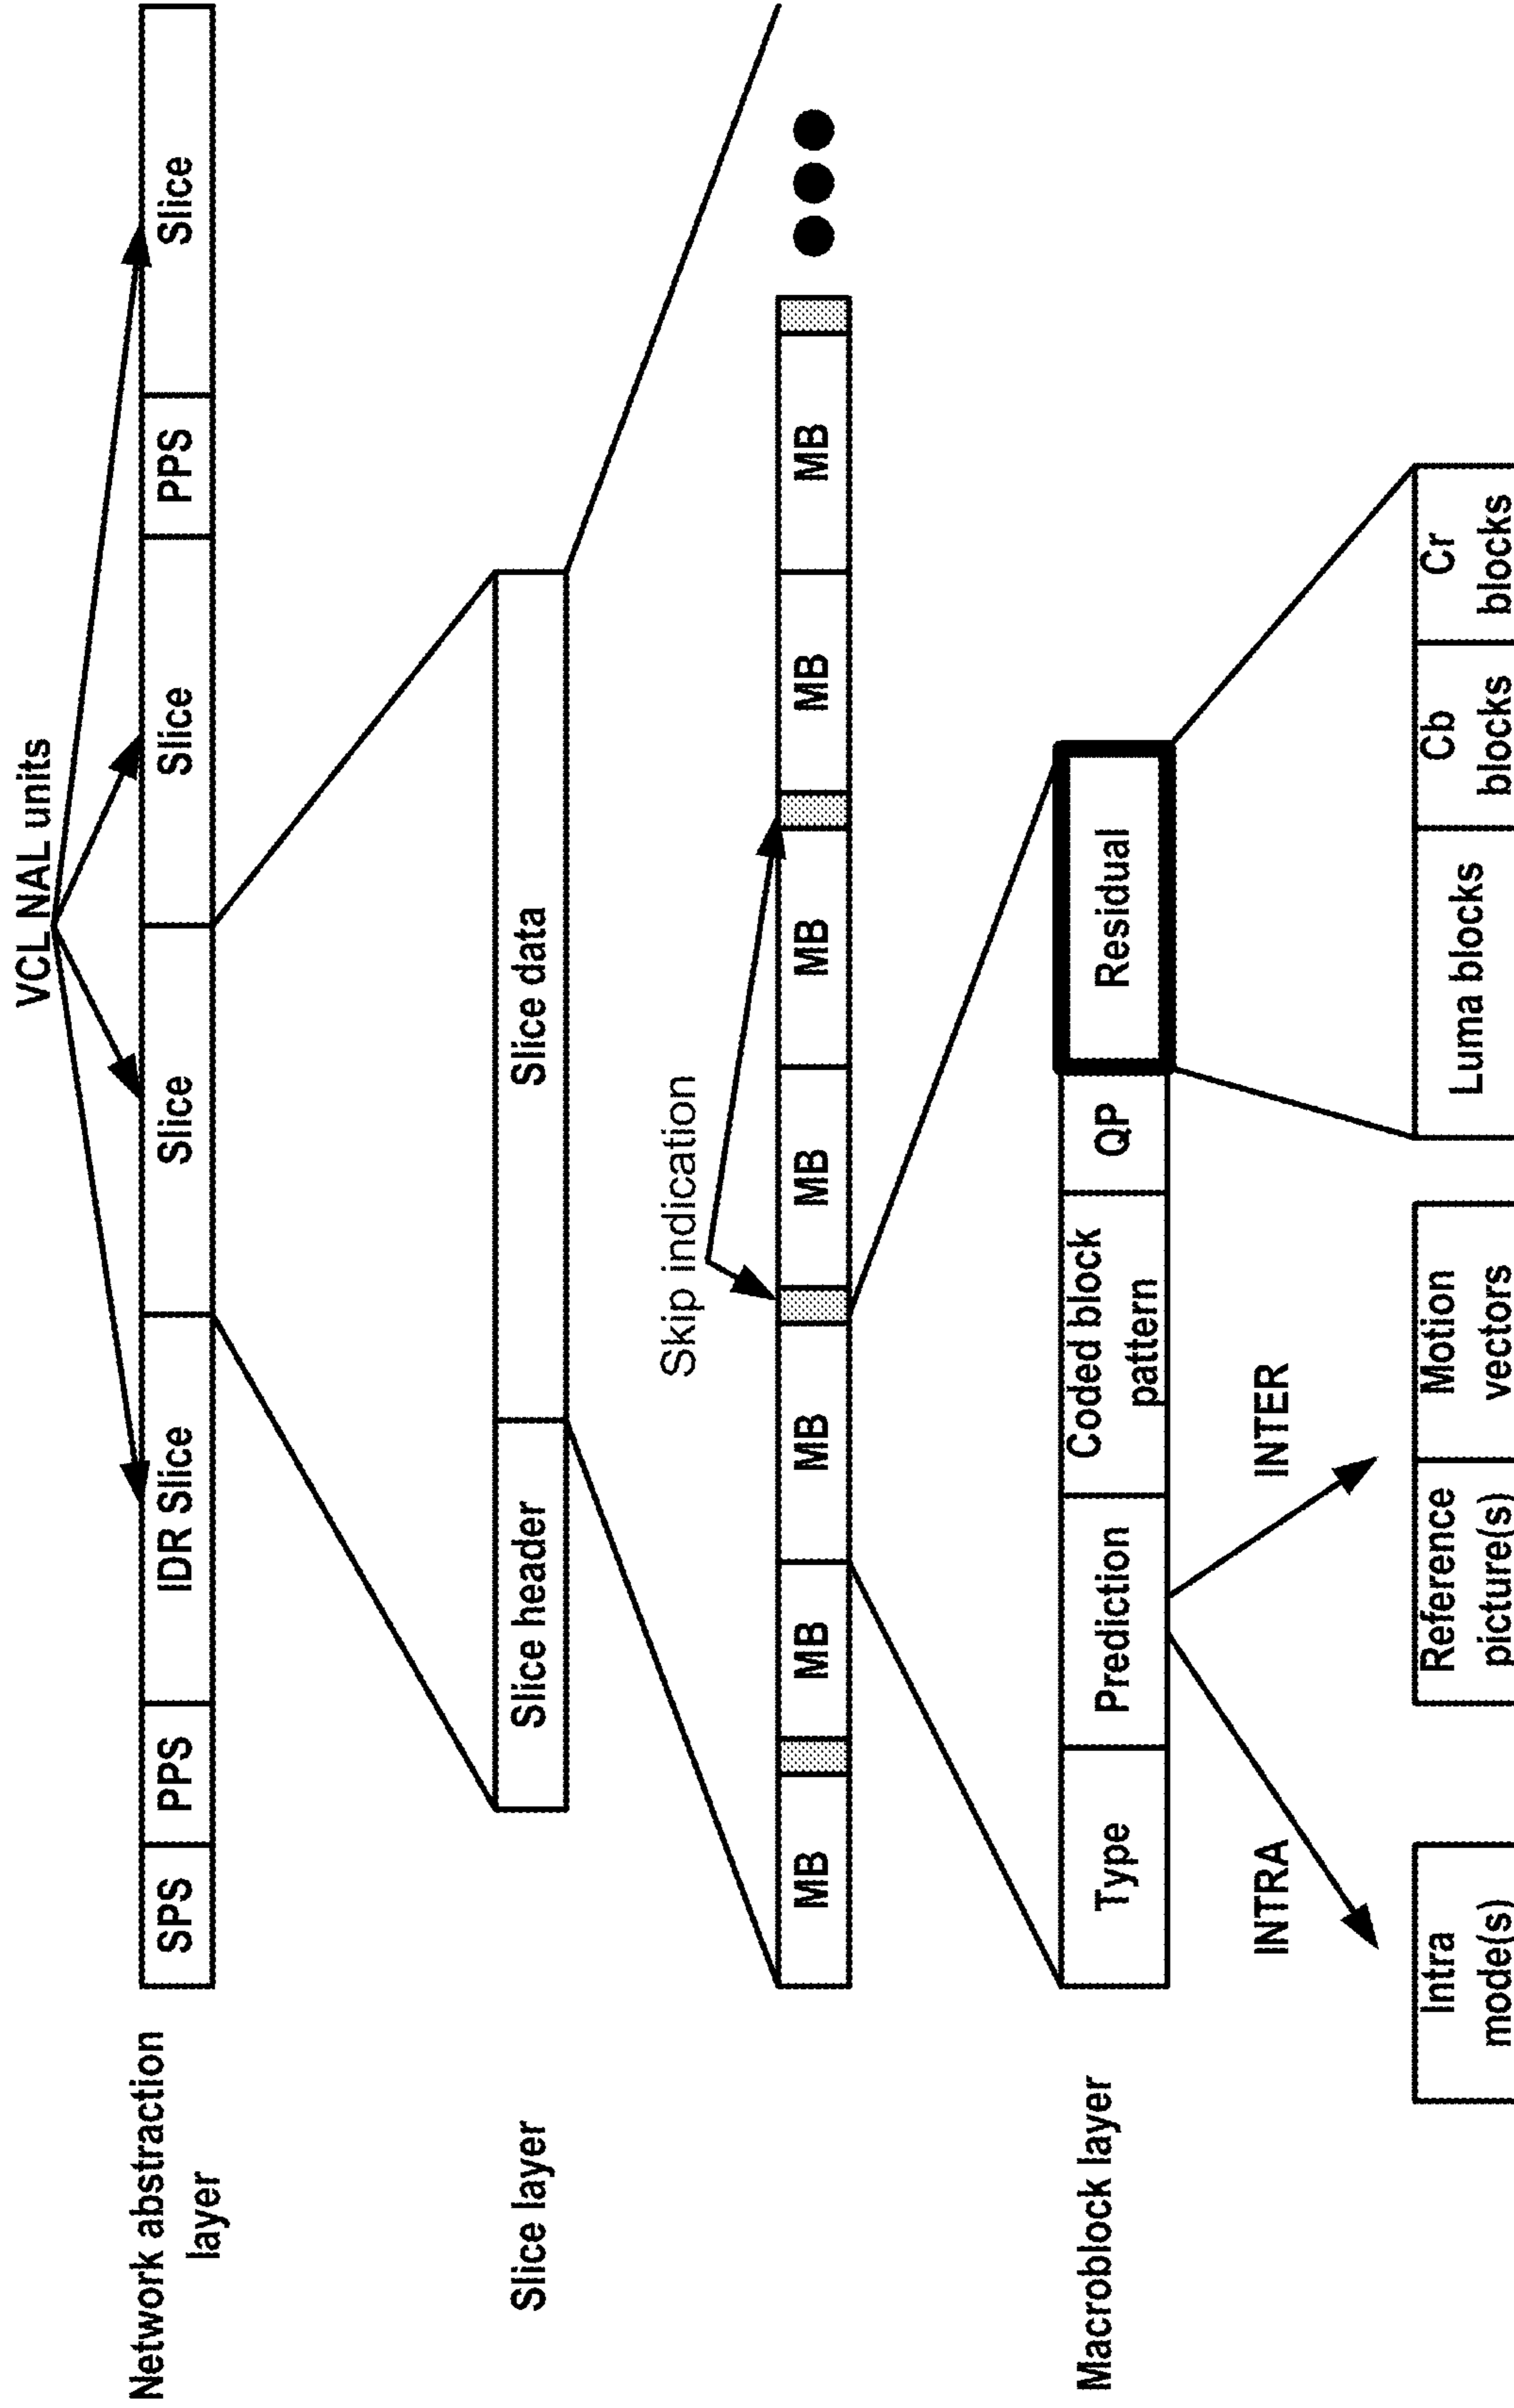 VCL NAL units
Network abstraction
layer
SPS
PPS
IDR Slice
Slice
Slice
PPS
Slice
Slice layer
Slice header
Slice data
Skip indication
MB
MB
MB
MB
MB
MB
MB
Macroblock layer
Type
Prediction
Coded block
pattern
QP
Residual
INTRA
INTER
Intra
mode(s)
Reference
picture(s)
Motion
vectors
Luma blocks
Cb
blocks
Cr
blocks